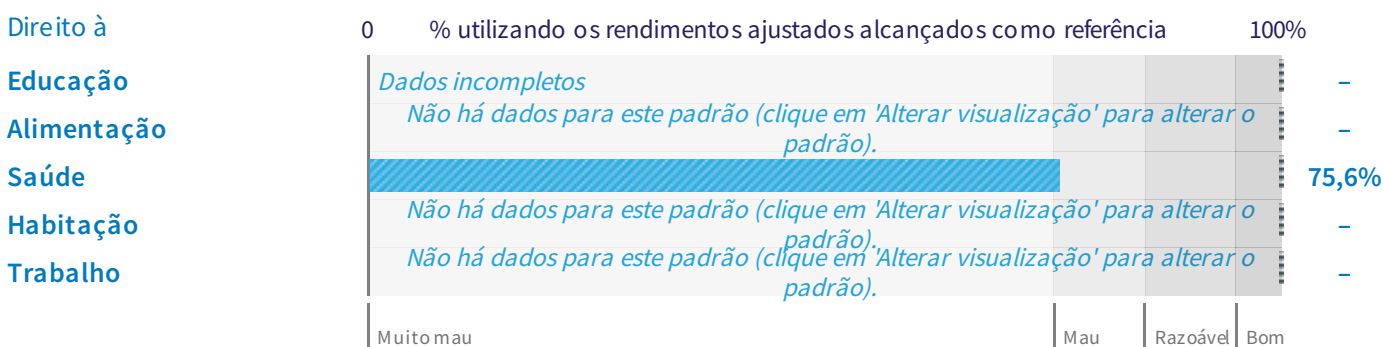 Direito à
0 % utilizando os rendimentos ajustados alcançados como referência 100%
Educação Dados incompletos –
Alimentação Não há dados para este padrão (clique em 'Alterar visualização' para alterar o
padrão). –
Saúde 75,6%
Habitação Não há dados para este padrão (clique em 'Alterar visualização' para alterar o
padrão). –
Trabalho Não há dados para este padrão (clique em 'Alterar visualização' para alterar o
padrão). –
Muito mau Mau Razoável Bom